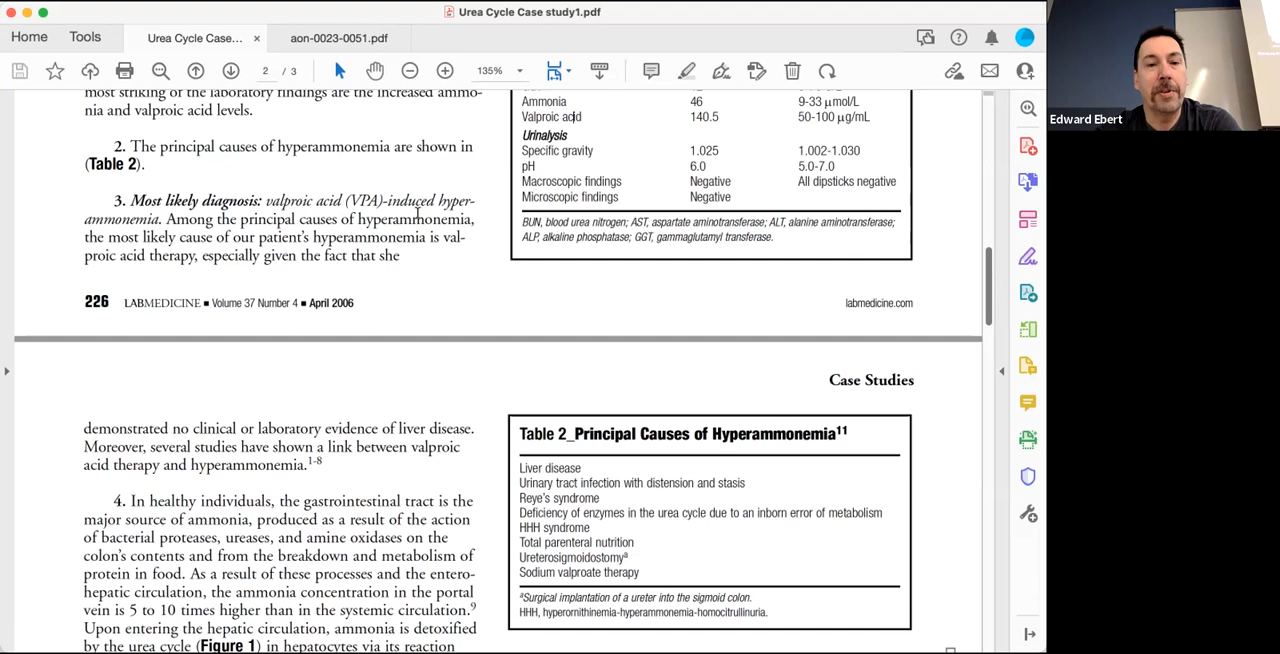 Urea Cycle Case study1.pdf
Home
Tools
Urea Cycle Case...
aon-0023-0051.pdf
2 / 3
135%
Edward Ebert
most striking of the laboratory findings are the increased ammo-
nia and valproic acid levels.
2. The principal causes of hyperammonemia are shown in
(Table 2).
3. Most likely diagnosis: valproic acid (VPA)-induced hyper-
ammonemia. Among the principal causes of hyperammonemia,
the most likely cause of our patient's hyperammonemia is val-
proic acid therapy, especially given the fact that she
Ammonia 46 9-33 μmol/L
Valproic acid 140.5 50-100 μg/mL
Urinalysis
Specific gravity 1.025 1.002-1.030
pH 6.0 5.0-7.0
Macroscopic findings Negative All dipsticks negative
Microscopic findings Negative
BUN, blood urea nitrogen; AST, aspartate aminotransferase; ALT, alanine aminotransferase;
ALP, alkaline phosphatase; GGT, gammaglutamyl transferase.
226 LABMEDICINE ■ Volume 37 Number 4 ■ April 2006
labmedicine.com
Case Studies
demonstrated no clinical or laboratory evidence of liver disease.
Moreover, several studies have shown a link between valproic
acid therapy and hyperammonemia.1-8
4. In healthy individuals, the gastrointestinal tract is the
major source of ammonia, produced as a result of the action
of bacterial proteases, ureases, and amine oxidases on the
colon's contents and from the breakdown and metabolism of
protein in food. As a result of these processes and the entero-
hepatic circulation, the ammonia concentration in the portal
vein is 5 to 10 times higher than in the systemic circulation.9
Upon entering the hepatic circulation, ammonia is detoxified
by the urea cycle (Figure 1) in hepatocytes via its reaction
Table 2_Principal Causes of Hyperammonemia11
Liver disease
Urinary tract infection with distension and stasis
Reye's syndrome
Deficiency of enzymes in the urea cycle due to an inborn error of metabolism
HHH syndrome
Total parenteral nutrition
Ureterosigmoidostomya
Sodium valproate therapy
aSurgical implantation of a ureter into the sigmoid colon.
HHH, hyperornithinemia-hyperammonemia-homocitrullinuria.